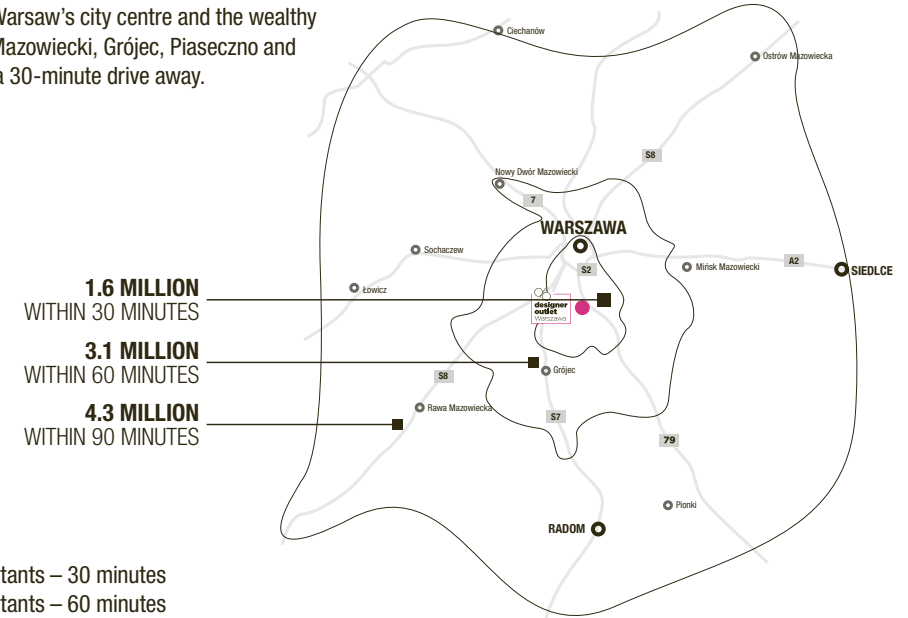 Warsaw's city centre and the wealthy
Mazowiecki, Grójec, Piaseczno and
a 30-minute drive away.
Ciechanów
Ostrów Mazowiecka
S8
Nowy Dwór Mazowiecki
7
WARSZAWA
Sochaczew
S2
Mińsk Mazowiecki
A2
SIEDLCE
Łowicz
1.6 MILLION
WITHIN 30 MINUTES
designer
outlet
Warszawa
3.1 MILLION
WITHIN 60 MINUTES
Grójec
S8
4.3 MILLION
WITHIN 90 MINUTES
Rawa Mazowiecka
S7
79
Pionki
RADOM
tants – 30 minutes
tants – 60 minutes